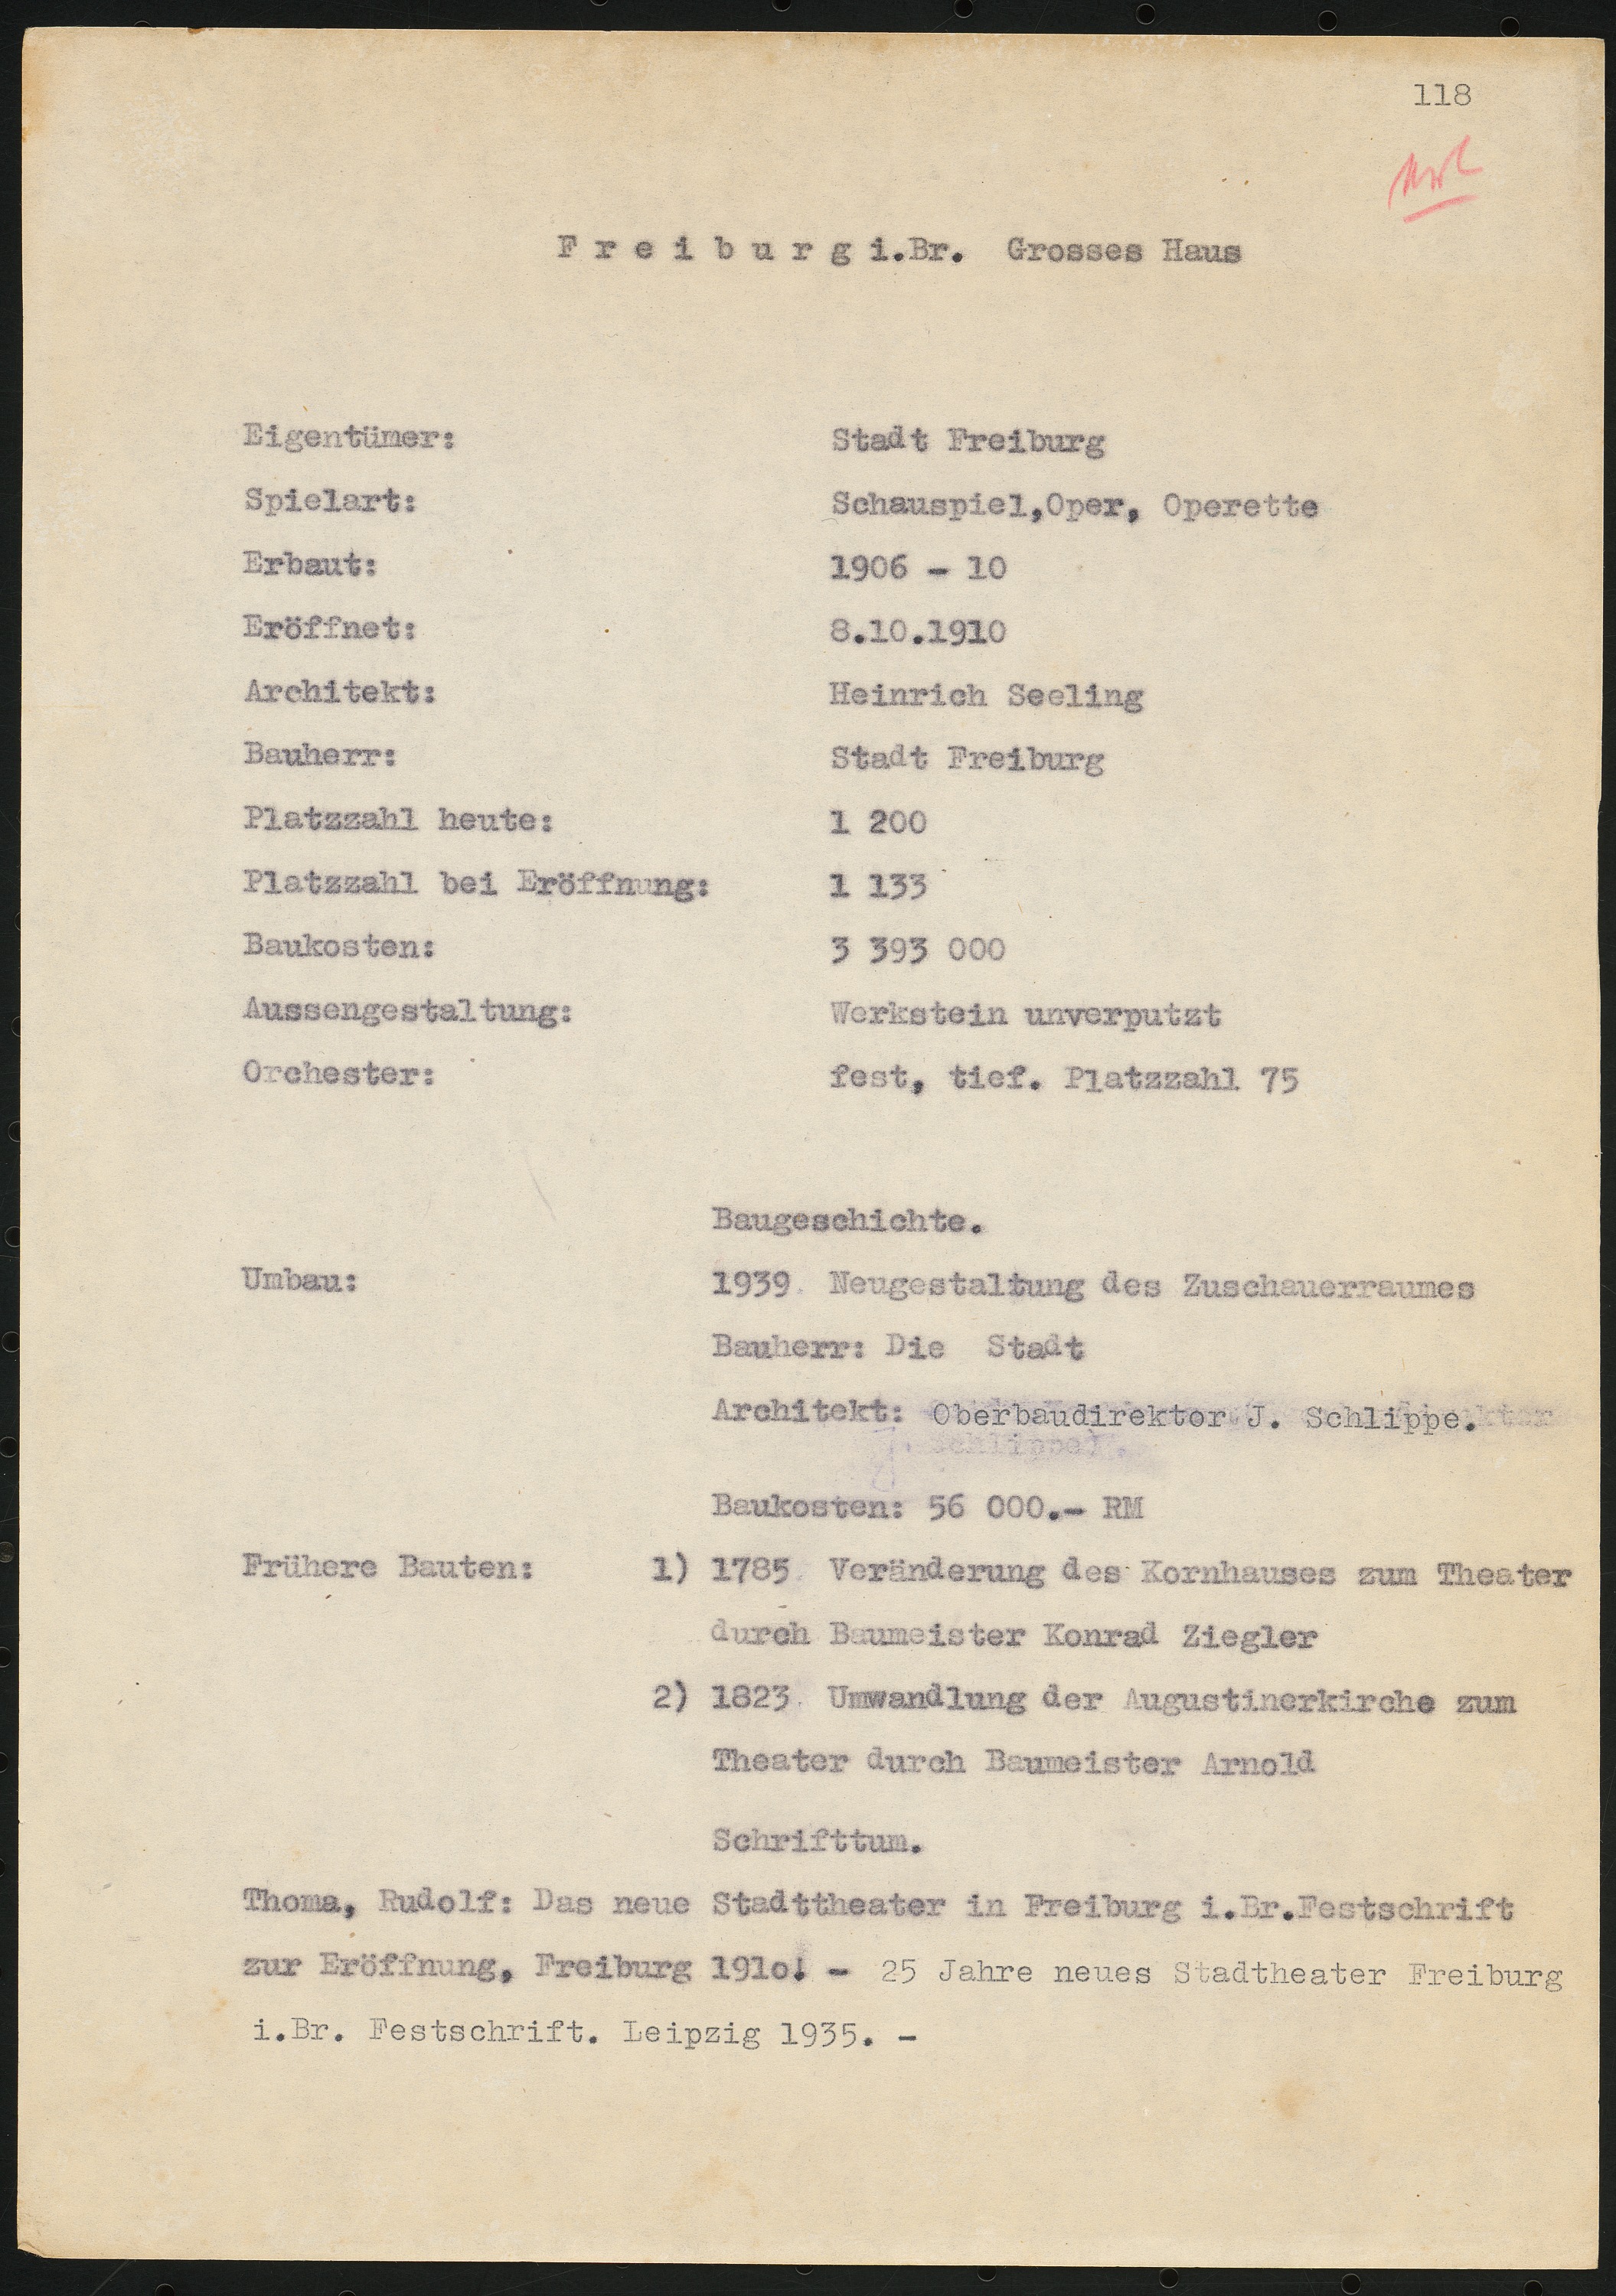 118
F r e i b u r g i.Br. Grosses Haus
Eigentümer: Stadt Freiburg
Spielart: Schauspiel,Oper, Operette
Erbaut: 1906 - 10
Eröffnet: 8.10.1910
Architekt: Heinrich Seeling
Bauherr: Stadt Freiburg
Platzzahl heute: 1 200
Platzzahl bei Eröffnung: 1 133
Baukosten: 3 393 000
Aussengestaltung: Werkstein unverputzt
Orchester: fest, tief. Platzzahl 75
Baugeschichte.
Umbau: 1939. Neugestaltung des Zuschauerraumes
Bauherr: Die Stadt
Architekt: Oberbaudirektor J. Schlippe.
Baukosten: 56 000.- RM
Frühere Bauten: 1) 1785. Veränderung des Kornhauses zum Theater
durch Baumeister Konrad Ziegler
2) 1823. Umwandlung der Augustinerkirche zum
Theater durch Baumeister Arnold
Schrifttum.
Thoma, Rudolf: Das neue Stadttheater in Freiburg i.Br.Festschrift
zur Eröffnung, Freiburg 191o. - 25 Jahre neues Stadtheater Freiburg
i.Br. Festschrift. Leipzig 1935. -